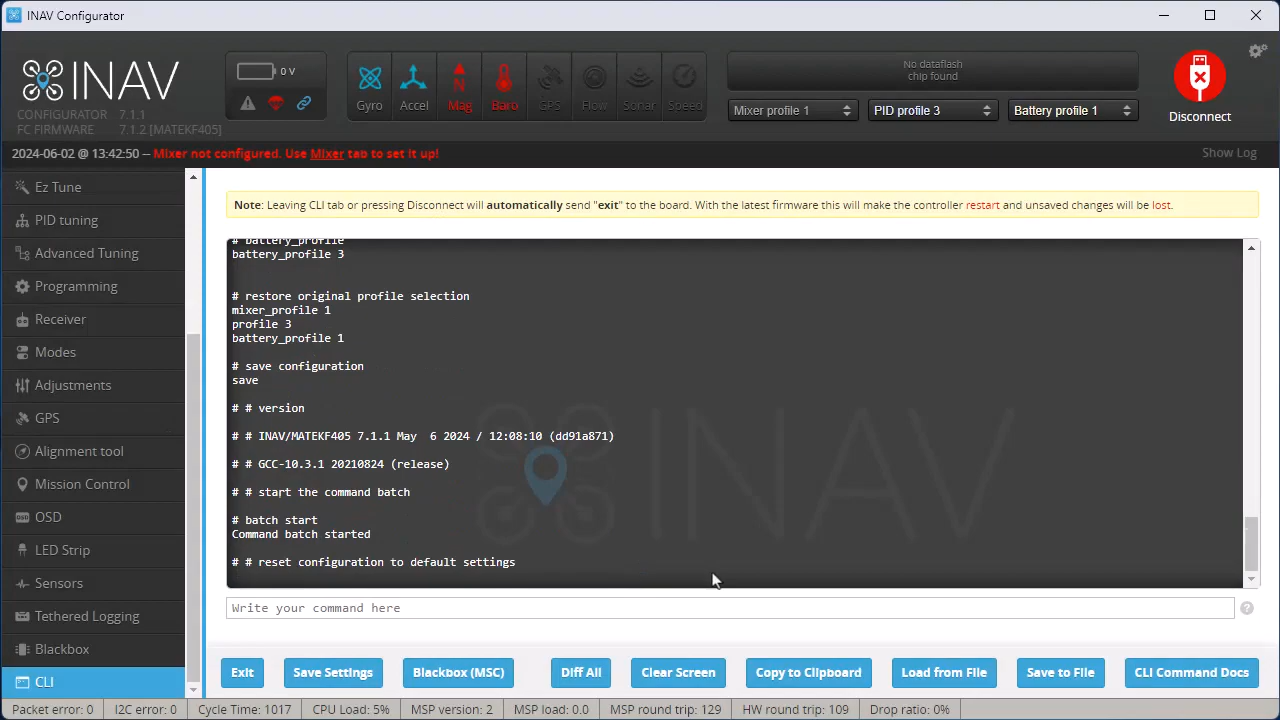 INAV Configurator
INAV
CONFIGURATOR 7.1.1
FC FIRMWARE 7.1.2 [MATEKF405]
0 V
Gyro
Accel
Mag
Baro
GPS
Flow
Sonar
Speed
No dataflash
chip found
Mixer profile 1
PID profile 3
Battery profile 1
Disconnect
2024-06-02 @ 13:42:50 -- Mixer not configured. Use Mixer tab to set it up!
Show Log
Ez Tune
PID tuning
Advanced Tuning
Programming
Receiver
Modes
Adjustments
GPS
Alignment tool
Mission Control
OSD
LED Strip
Sensors
Tethered Logging
Blackbox
CLI
Note: Leaving CLI tab or pressing Disconnect will automatically send "exit" to the board. With the latest firmware this will make the controller restart and unsaved changes will be lost.
# battery_profile
battery_profile 3
# restore original profile selection
mixer_profile 1
profile 3
battery_profile 1
# save configuration
save
# # version
# # INAV/MATEKF405 7.1.1 May  6 2024 / 12:08:10 (dd91a871)
# # GCC-10.3.1 20210824 (release)
# # start the command batch
# batch start
Command batch started
# # reset configuration to default settings
INAV
Write your command here
?
Exit
Save Settings
Blackbox (MSC)
Diff All
Clear Screen
Copy to Clipboard
Load from File
Save to File
CLI Command Docs
Packet error: 0
I2C error: 0
Cycle Time: 1017
CPU Load: 5%
MSP version: 2
MSP load: 0.0
MSP round trip: 129
HW round trip: 109
Drop ratio: 0%